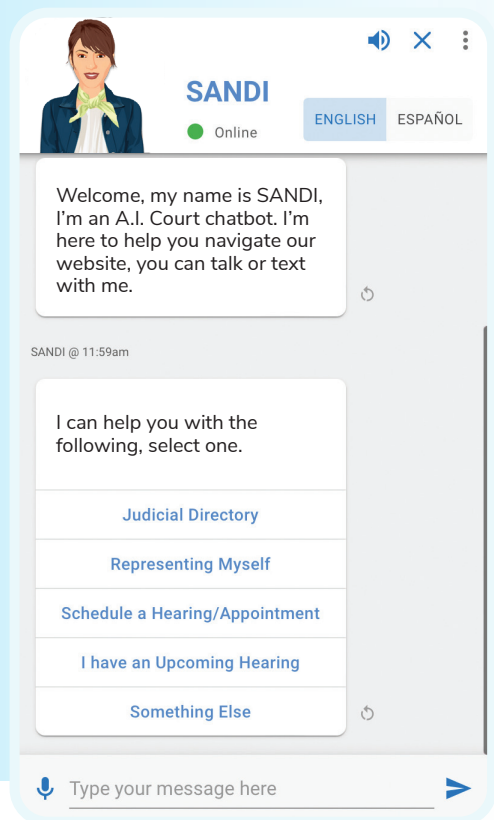 SANDI
Online
ENGLISH ESPAÑOL
Welcome, my name is SANDI,
I'm an A.I. Court chatbot. I'm
here to help you navigate our
website, you can talk or text
with me.
SANDI @ 11:59am
I can help you with the
following, select one.
Judicial Directory
Representing Myself
Schedule a Hearing/Appointment
I have an Upcoming Hearing
Something Else
Type your message here